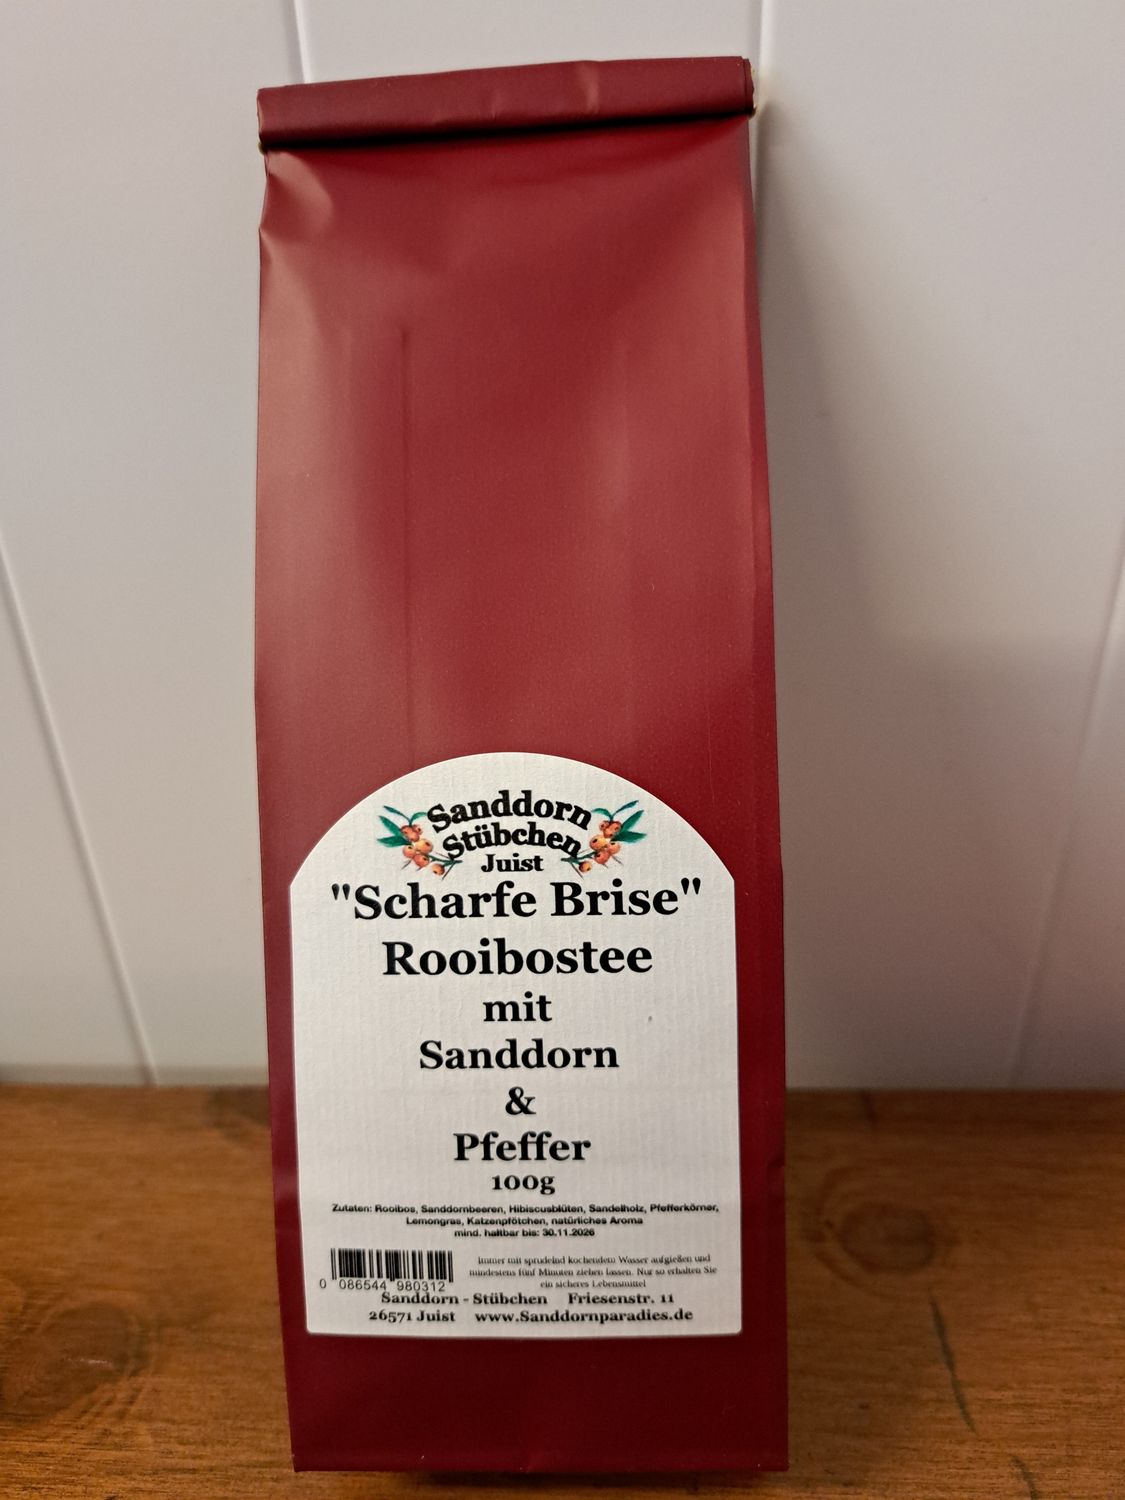 Sanddorn
Stübchen
Juist
"Scharfe Brise"
Rooibostee
mit
Sanddorn
&
Pfeffer
100g
Zutaten: Rooibos, Sanddornbeeren, Hibiscusblüten, Sandelholz, Pfefferkörner,
Lemongras, Katzenpfötchen, natürliches Aroma
mind. haltbar bis: 30.11.2026
Immer mit sprudelnd kochendem Wasser aufgießen und
mindestens fünf Minuten ziehen lassen. Nur so erhalten Sie
ein sicheres Lebensmittel
0 086544 980312
Sanddorn - Stübchen Friesenstr. 11
26571 Juist www.Sanddornparadies.de